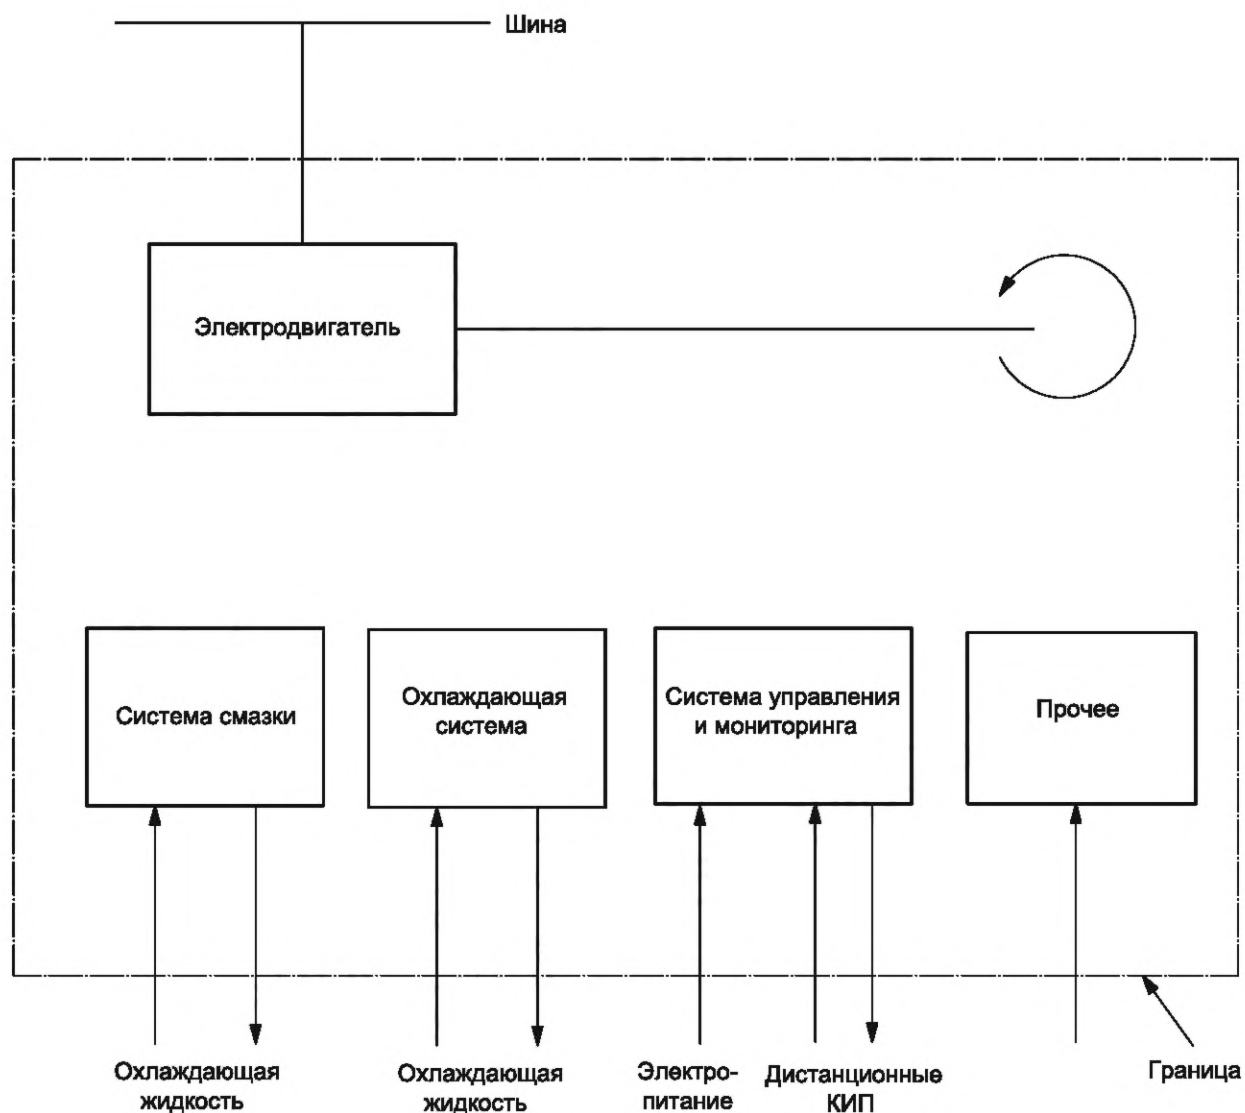 Шина
Электродвигатель
Система смазки
Охлаждающая
система
Система управления
и мониторинга
Прочее
Охлаждающая
жидкость
Охлаждающая
жидкость
Электро-
питание
Дистанционные
КИП
Граница